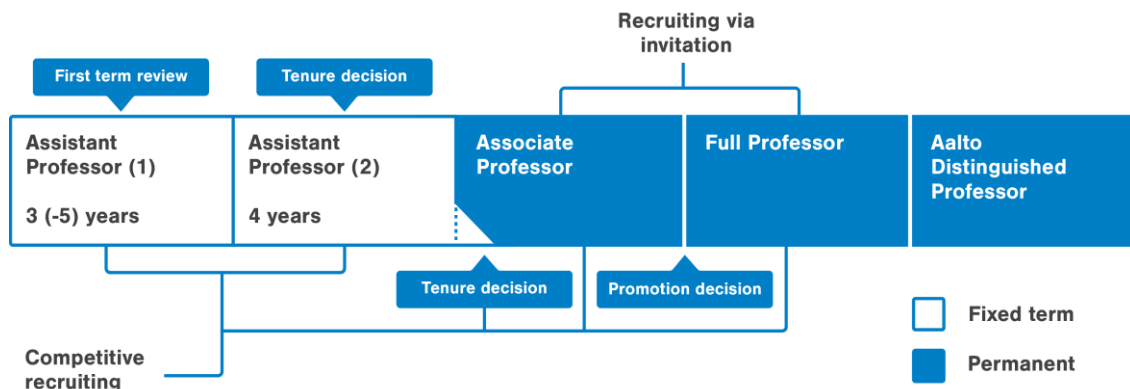 Recruiting via
invitation
First term review
Tenure decision
Assistant
Professor (1)
3 (-5) years
Assistant
Professor (2)
4 years
Associate
Professor
Full Professor
Aalto
Distinguished
Professor
Tenure decision
Promotion decision
Fixed term
Permanent
Competitive
recruiting